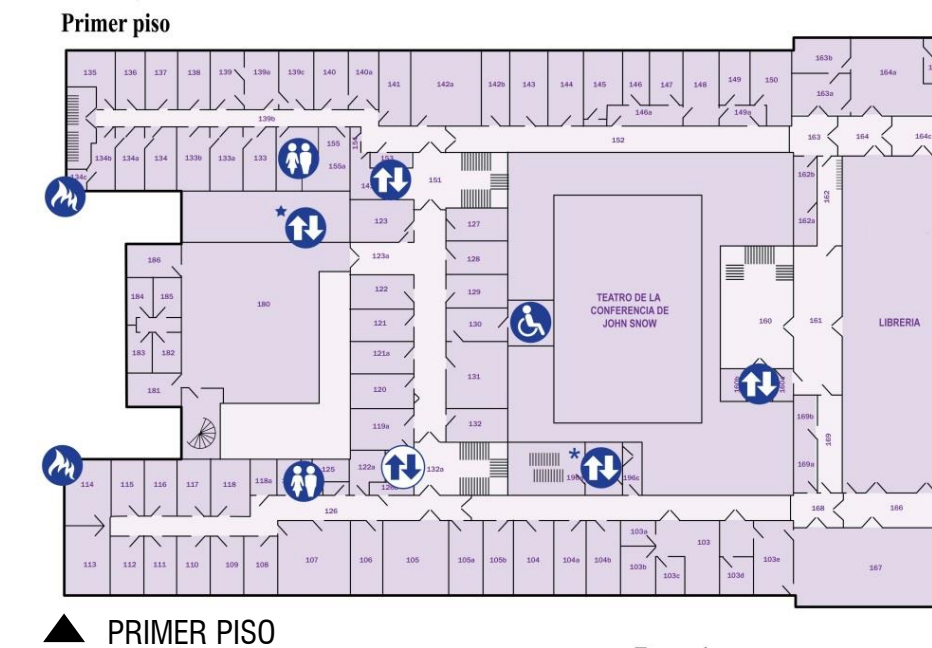 Primer piso
135 136 137 138 139 139a 139c 140 140a 141 142a 142b 143 144 145 146 147 148 149 150 163b 164a
146a 149a 163a
139b 152 163 164 164c
134b 134a 134 133b 133a 133 155 154 155a 153 151
134c 162b 162
123 127 162a
123a 128
186 122 129
184 185 180 121 130 TEATRO DE LA 160 161 LIBRERIA
CONFERENCIA DE
JOHN SNOW
183 182 121a
181 120 131 160b
119a 132 169b 169
114 115 116 117 118 118a 125 122a 132a 196c 169a
126 168 166
113 112 111 110 109 108 107 106 105 105a 105b 104 104a 104b 103a 103b 103c 103 103d 103e 167
PRIMER PISO